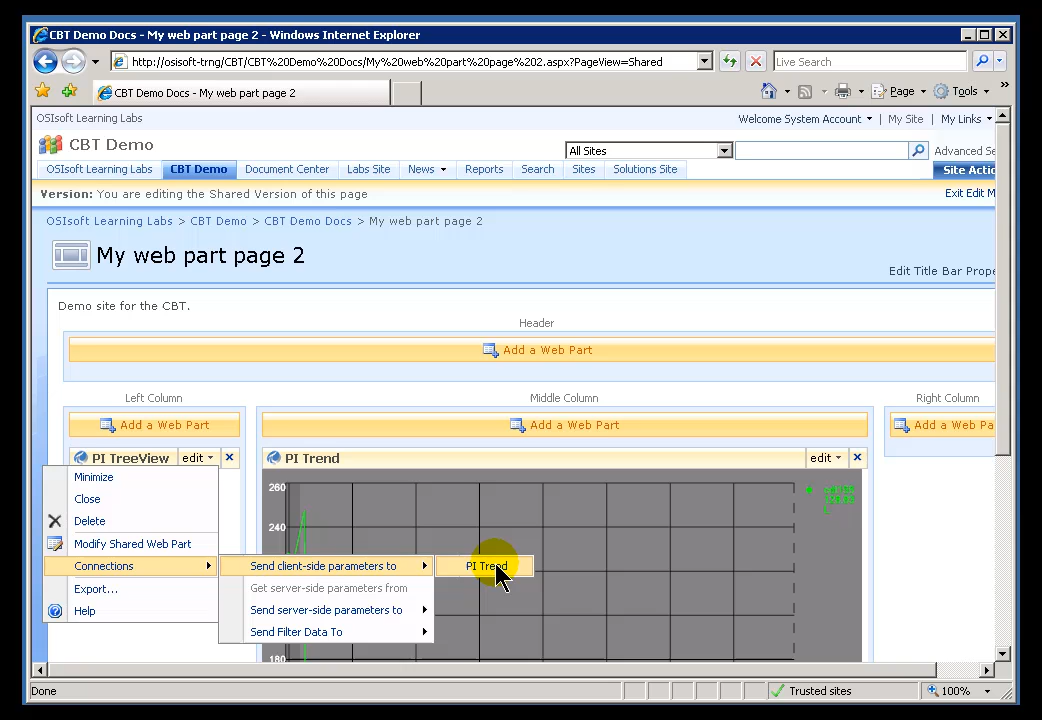 CBT Demo Docs - My web part page 2 - Windows Internet Explorer
http://osisoft-trng/CBT/CBT%20Demo%20Docs/My%20web%20part%20page%202.aspx?PageView=Shared
Live Search
CBT Demo Docs - My web part page 2
Page
Tools
»
OSIsoft Learning Labs
Welcome System Account
| My Site |
My Links
CBT Demo
All Sites
Advanced Se
OSIsoft Learning Labs
CBT Demo
Document Center
Labs Site
News
Reports
Search
Sites
Solutions Site
Site Actio
Version: You are editing the Shared Version of this page
Exit Edit M
OSIsoft Learning Labs > CBT Demo > CBT Demo Docs > My web part page 2
My web part page 2
Edit Title Bar Prope
Demo site for the CBT.
Header
Add a Web Part
Left Column
Middle Column
Right Column
Add a Web Part
Add a Web Part
Add a Web Pa
PI TreeView
edit
PI Trend
edit
Minimize
Close
Delete
Modify Shared Web Part
Connections
Export...
Help
Send client-side parameters to
Get server-side parameters from
Send server-side parameters to
Send Filter Data To
PI Trend
260
240
180
Done
Trusted sites
100%